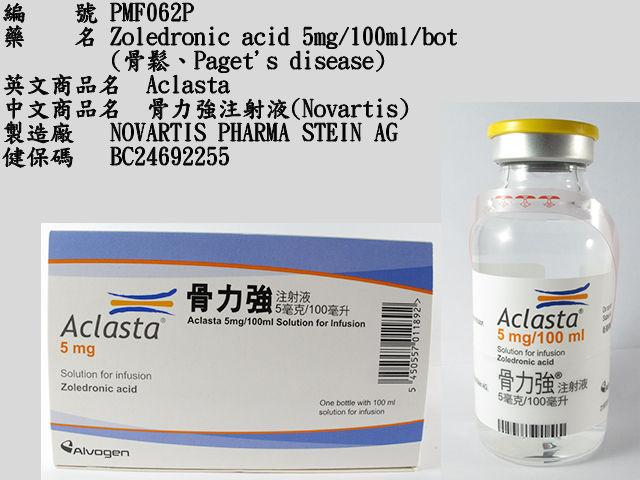 編 號 PMF062P
藥 名 Zoledronic acid 5mg/100ml/bot
(骨鬆、Paget's disease)
英文商品名 Aclasta
中文商品名 骨力強注射液(Novartis)
製造廠 NOVARTIS PHARMA STEIN AG
健保碼 BC24692255
骨力強 注射液
5毫克/100毫升
Aclasta 5mg/100ml Solution for Infusion
Aclasta®
5 mg
Solution for infusion
Zoledronic acid
One bottle with 100 ml
solution for infusion
Alvogen
5 450557 011892 >
Aclasta®
5 mg/100 ml
Solution for infusion
Zoledronic acid
骨力強® 注射液
5毫克/100毫升